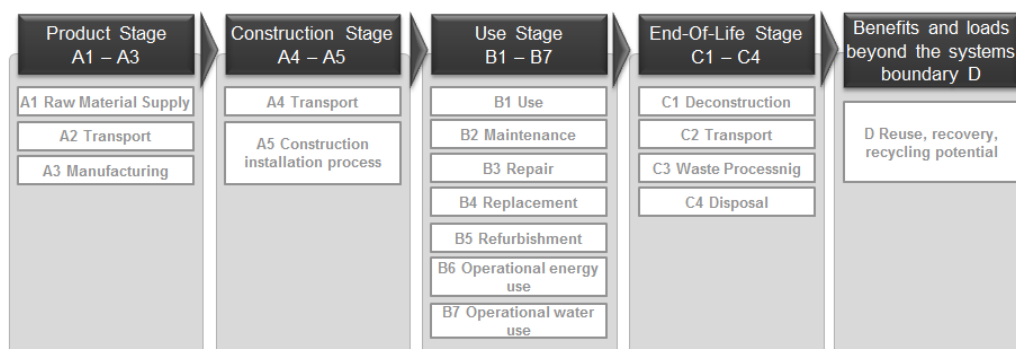 Product Stage
A1 – A3
A1 Raw Material Supply
A2 Transport
A3 Manufacturing
Construction Stage
A4 – A5
A4 Transport
A5 Construction
installation process
Use Stage
B1 – B7
B1 Use
B2 Maintenance
B3 Repair
B4 Replacement
B5 Refurbishment
B6 Operational energy
use
B7 Operational water
use
End-Of-Life Stage
C1 – C4
C1 Deconstruction
C2 Transport
C3 Waste Processnig
C4 Disposal
Benefits and loads
beyond the systems
boundary D
D Reuse, recovery,
recycling potential